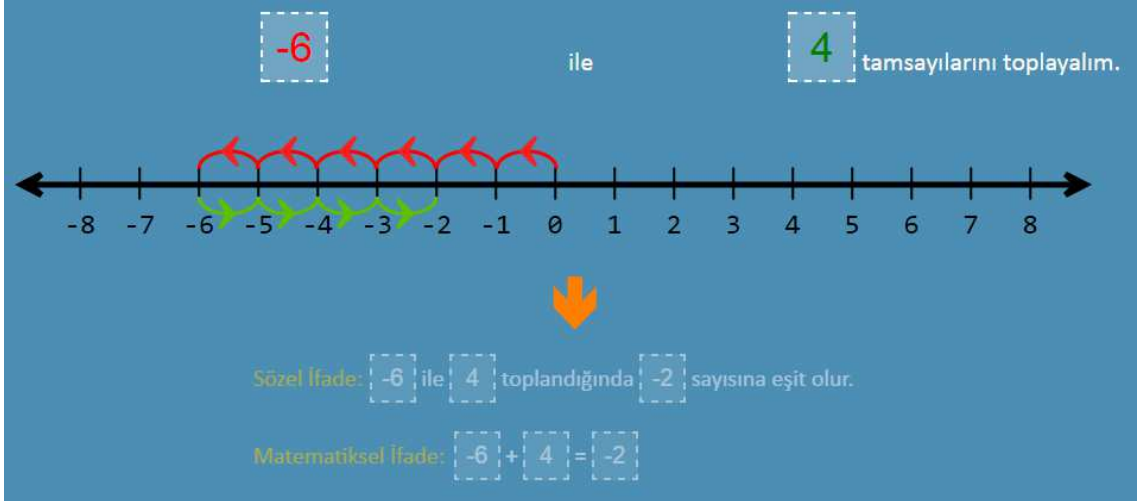 -6 ile 4 tamsayılarını toplayalım.
-8 -7 -6 -5 -4 -3 -2 -1 0 1 2 3 4 5 6 7 8
Sözel İfade: -6 ile 4 toplandığında -2 sayısına eşit olur.
Matematiksel İfade: -6 + 4 = -2